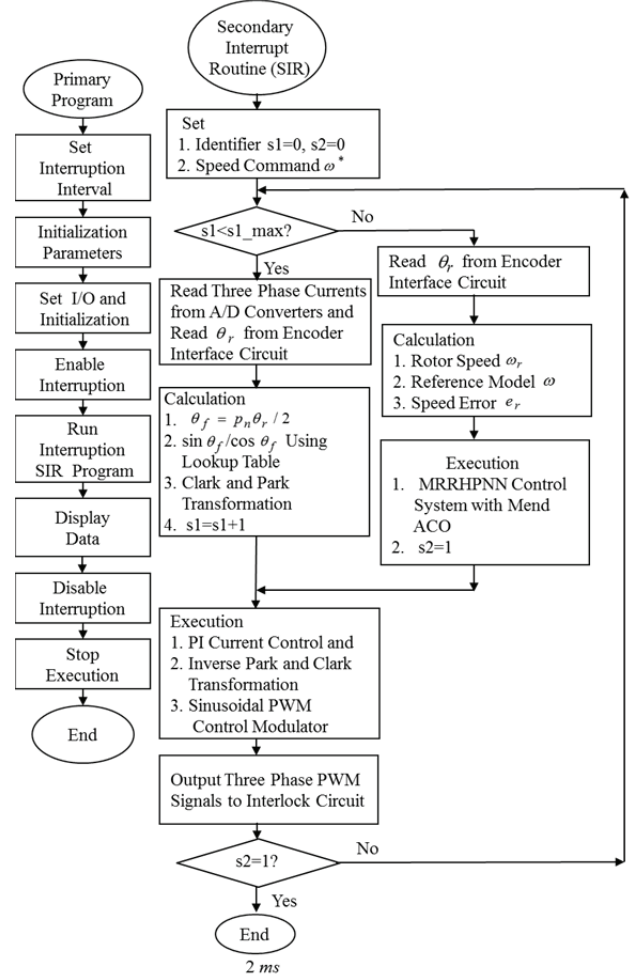 Primary
Program
Set
Interruption
Interval
Initialization
Parameters
Set I/O and
Initialization
Enable
Interruption
Run
Interruption
SIR Program
Display
Data
Disable
Interruption
Stop
Execution
End
Secondary
Interrupt
Routine (SIR)
Set
1. Identifier s1=0, s2=0
2. Speed Command ω*
s1<s1_max?
No
Yes
Read Three Phase Currents
from A/D Converters and
Read θr from Encoder
Interface Circuit
Calculation
1. θf = pnθr / 2
2. sin θf/cos θf Using
Lookup Table
3. Clark and Park
Transformation
4. s1=s1+1
Read θr from Encoder
Interface Circuit
Calculation
1. Rotor Speed ωr
2. Reference Model ω
3. Speed Error er
Execution
1. MRRHPNN Control
System with Mend
ACO
2. s2=1
Execution
1. PI Current Control and
2. Inverse Park and Clark
Transformation
3. Sinusoidal PWM
Control Modulator
Output Three Phase PWM
Signals to Interlock Circuit
s2=1?
No
Yes
End
2 ms